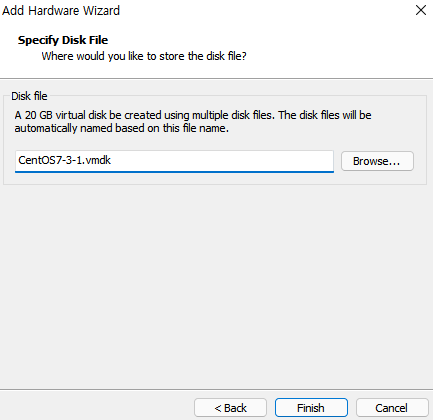 Add Hardware Wizard
Specify Disk File
Where would you like to store the disk file?
Disk file
A 20 GB virtual disk be created using multiple disk files. The disk files will be
automatically named based on this file name.
CentOS7-3-1.vmdk
Browse...
< Back
Finish
Cancel